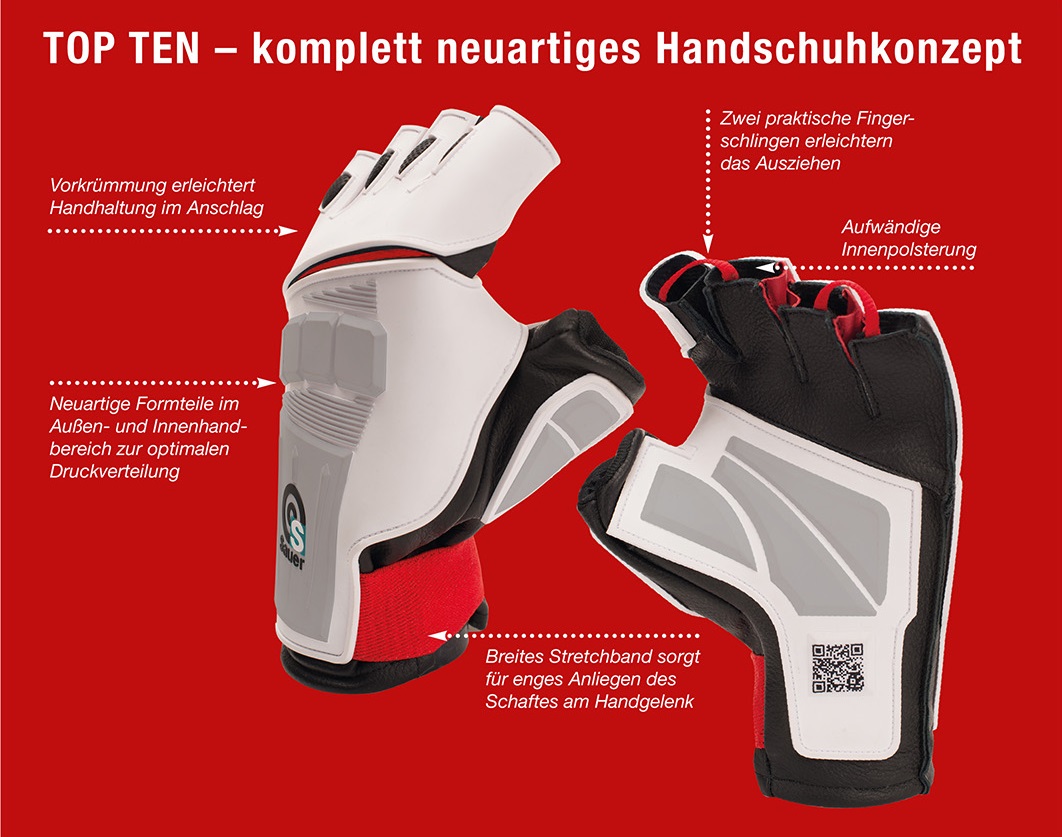 TOP TEN – komplett neuartiges Handschuhkonzept
Zwei praktische Finger-
schlingen erleichtern
das Ausziehen
Vorkrümmung erleichtert
Handhaltung im Anschlag
Aufwändige
Innenpolsterung
Neuartige Formteile im
Außen- und Innenhand-
bereich zur optimalen
Druckverteilung
S
sauer
Breites Stretchband sorgt
für enges Anliegen des
Schaftes am Handgelenk